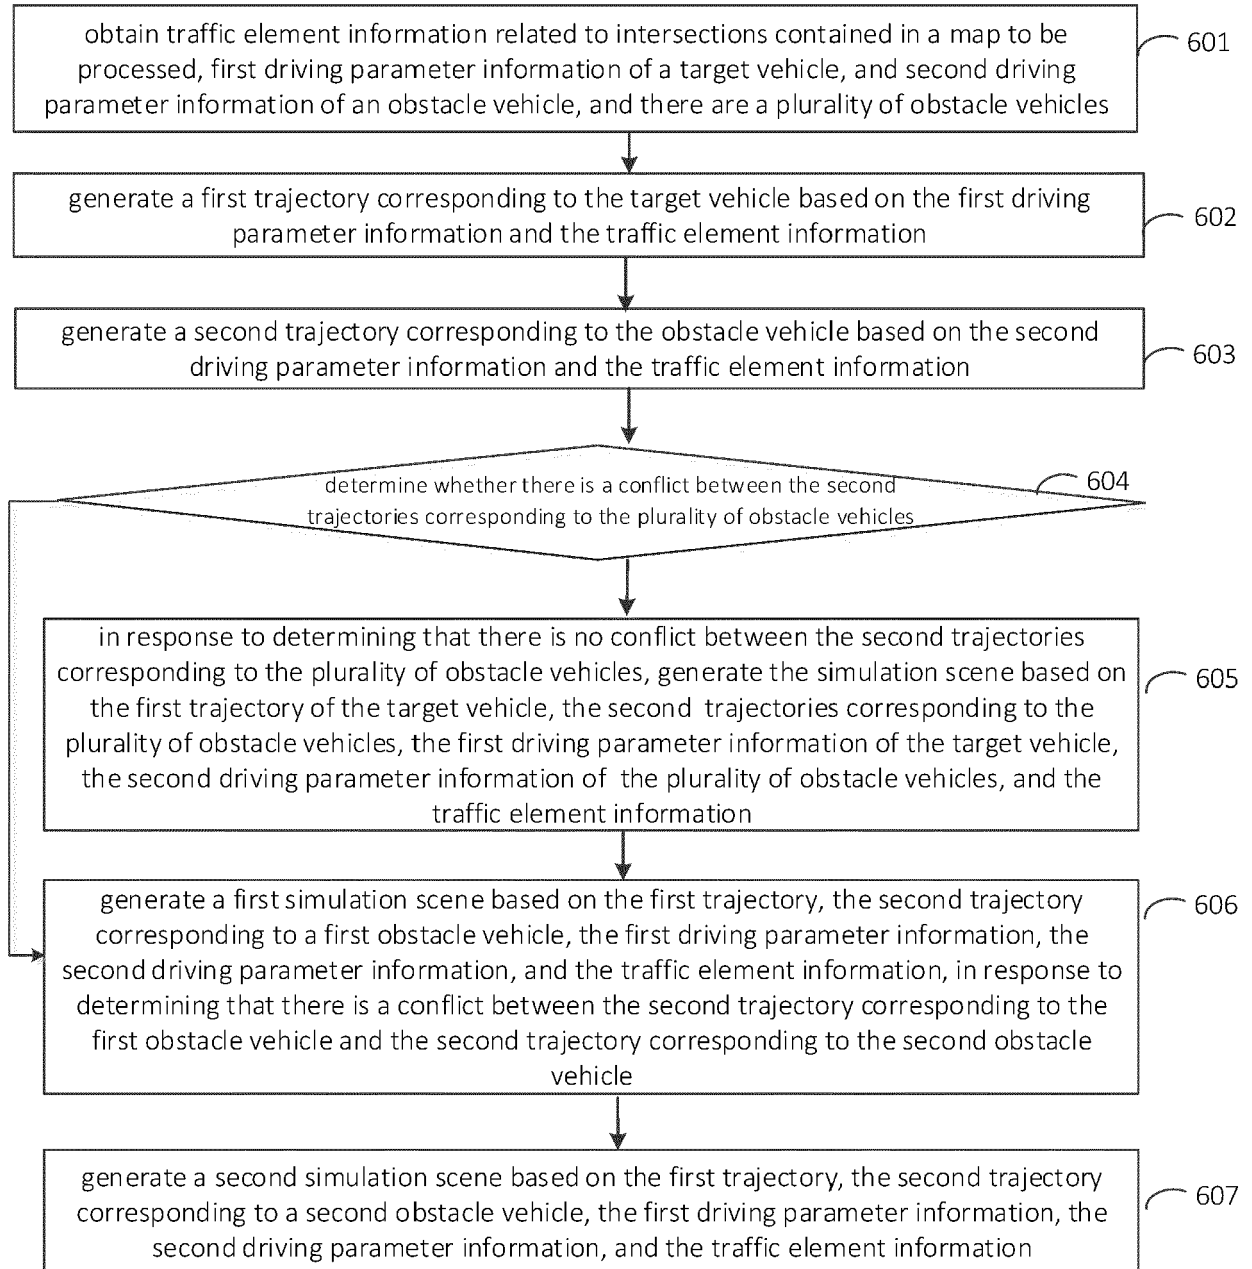 obtain traffic element information related to intersections contained in a map to be
processed, first driving parameter information of a target vehicle, and second driving
parameter information of an obstacle vehicle, and there are a plurality of obstacle vehicles
601
generate a first trajectory corresponding to the target vehicle based on the first driving
parameter information and the traffic element information
602
generate a second trajectory corresponding to the obstacle vehicle based on the second
driving parameter information and the traffic element information
603
determine whether there is a conflict between the second
trajectories corresponding to the plurality of obstacle vehicles
604
in response to determining that there is no conflict between the second trajectories
corresponding to the plurality of obstacle vehicles, generate the simulation scene based on
the first trajectory of the target vehicle, the second trajectories corresponding to the
plurality of obstacle vehicles, the first driving parameter information of the target vehicle,
the second driving parameter information of the plurality of obstacle vehicles, and the
traffic element information
605
generate a first simulation scene based on the first trajectory, the second trajectory
corresponding to a first obstacle vehicle, the first driving parameter information, the
second driving parameter information, and the traffic element information, in response to
determining that there is a conflict between the second trajectory corresponding to the
first obstacle vehicle and the second trajectory corresponding to the second obstacle
vehicle
606
generate a second simulation scene based on the first trajectory, the second trajectory
corresponding to a second obstacle vehicle, the first driving parameter information, the
second driving parameter information, and the traffic element information
607